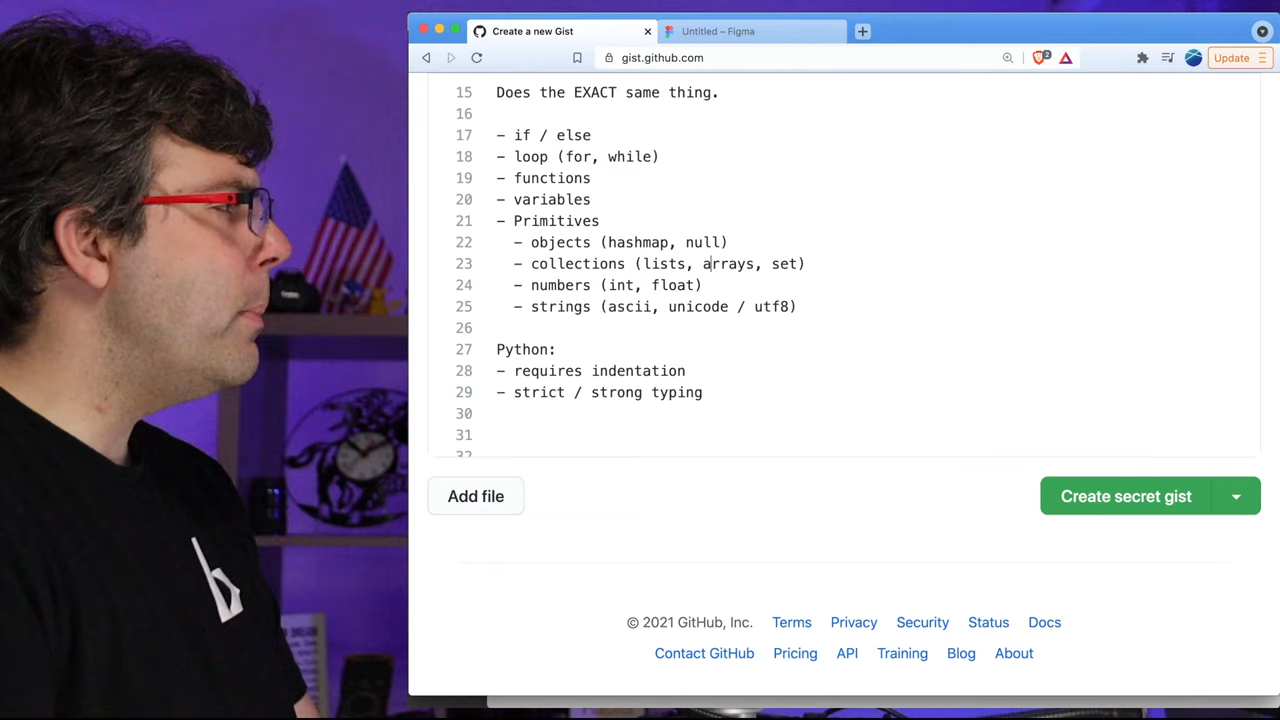 Create a new Gist
Untitled – Figma
gist.github.com
2
Update
15 Does the EXACT same thing.
16
17 - if / else
18 - loop (for, while)
19 - functions
20 - variables
21 - Primitives
22 - objects (hashmap, null)
23 - collections (lists, arrays, set)
24 - numbers (int, float)
25 - strings (ascii, unicode / utf8)
26
27 Python:
28 - requires indentation
29 - strict / strong typing
30
31
32
Add file
Create secret gist
© 2021 GitHub, Inc. Terms Privacy Security Status Docs
Contact GitHub Pricing API Training Blog About